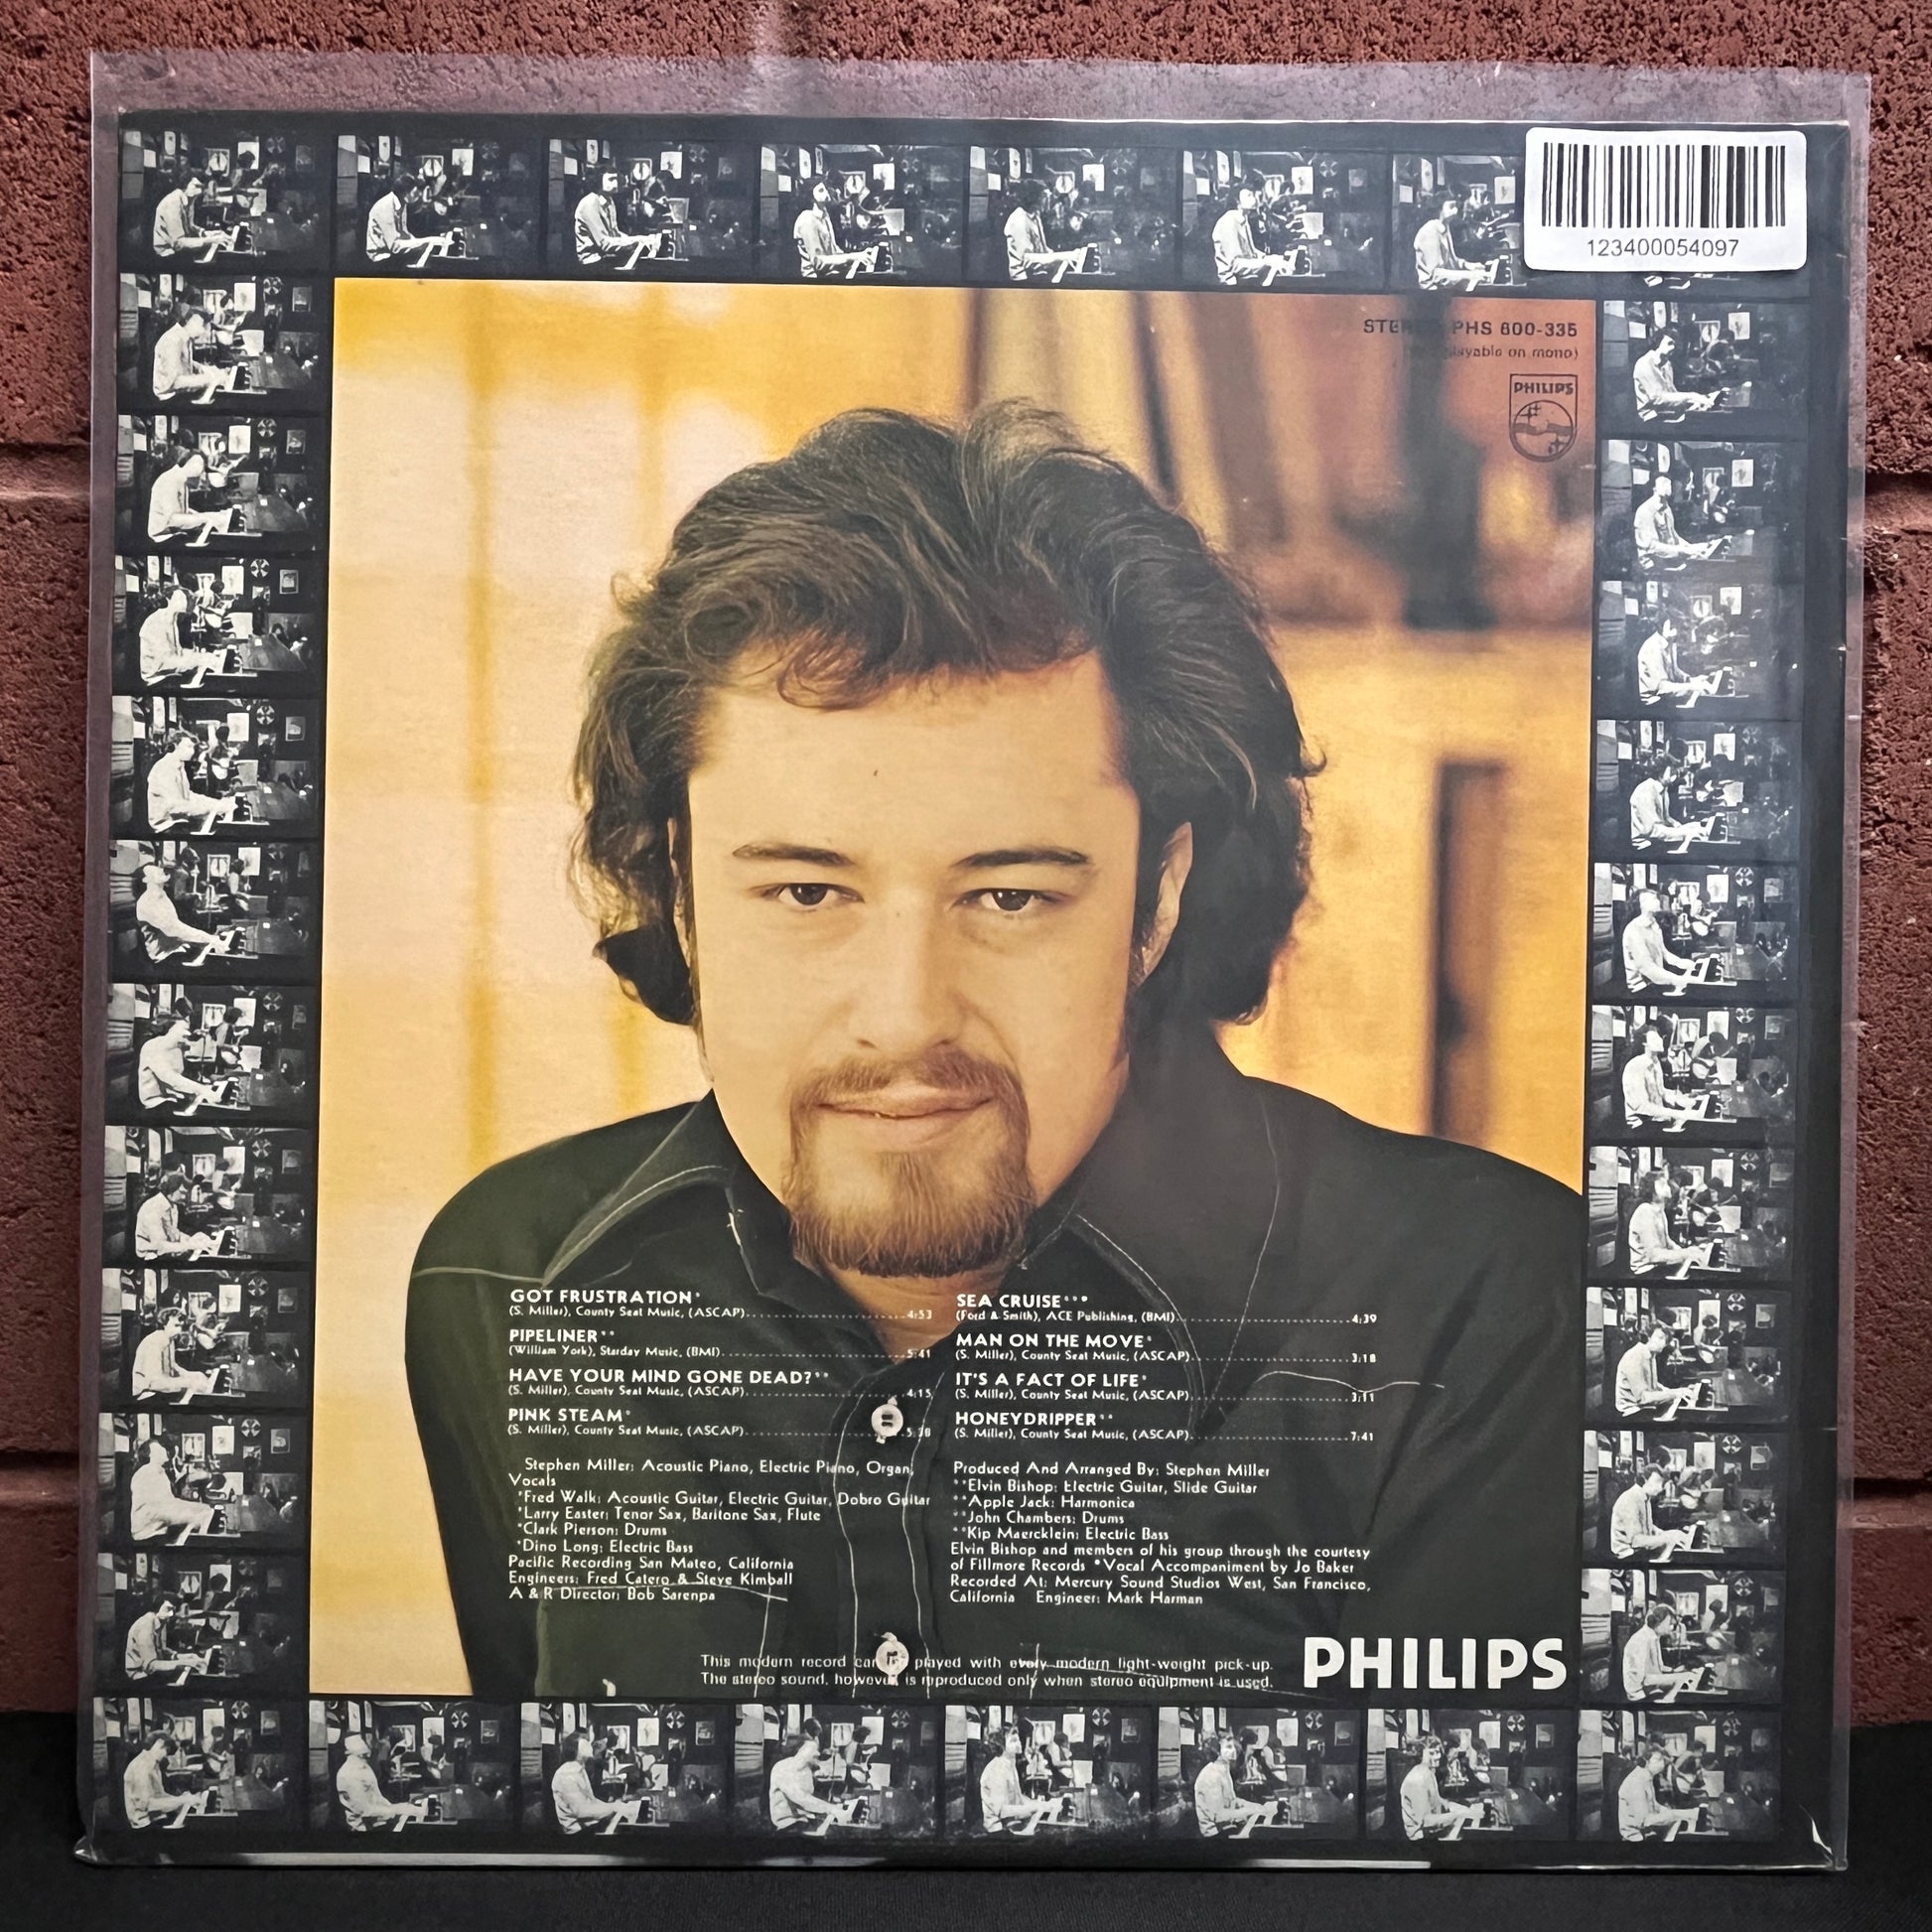 123400054097
PHS 600-335
on mono)
PHILIPS
GOT FRUSTRATION*
(S. Miller), County Seat Music, (ASCAP)...4:53
PIPELINER**
(William York), Starday Music, (BMI)...5:41
HAVE YOUR MIND GONE DEAD?**
(S. Miller), County Seat Music, (ASCAP)...4:15
PINK STEAM*
(S. Miller), County Seat Music, (ASCAP)...
SEA CRUISE***
(Ford & Smith), ACE Publishing, (BMI)...4:39
MAN ON THE MOVE*
(S. Miller), County Seat Music, (ASCAP)...3:18
IT'S A FACT OF LIFE*
(S. Miller), County Seat Music, (ASCAP)...3:11
HONEYDRIPPER**
(S. Miller), County Seat Music, (ASCAP)...7:41
Stephen Miller: Acoustic Piano, Electric Piano, Organ,
Vocals
*Fred Walk: Acoustic Guitar, Electric Guitar, Dobro Guitar
*Larry Easter: Tenor Sax, Baritone Sax, Flute
*Clark Pierson: Drums
*Dino Long: Electric Bass
Pacific Recording San Mateo, California
Engineers: Fred Catero & Steve Kimball
A & R Director: Bob Sarenpa
Produced And Arranged By: Stephen Miller
**Elvin Bishop: Electric Guitar, Slide Guitar
**Apple Jack: Harmonica
**John Chambers: Drums
**Kip Maercklein: Electric Bass
Elvin Bishop and members of his group through the courtesy
of Fillmore Records *Vocal Accompaniment by Jo Baker
Recorded At: Mercury Sound Studios West, San Francisco,
California Engineer: Mark Harman
This modern record can played with every modern light-weight pick-up.
The stereo sound, however, is reproduced only when stereo equipment is used.
PHILIPS